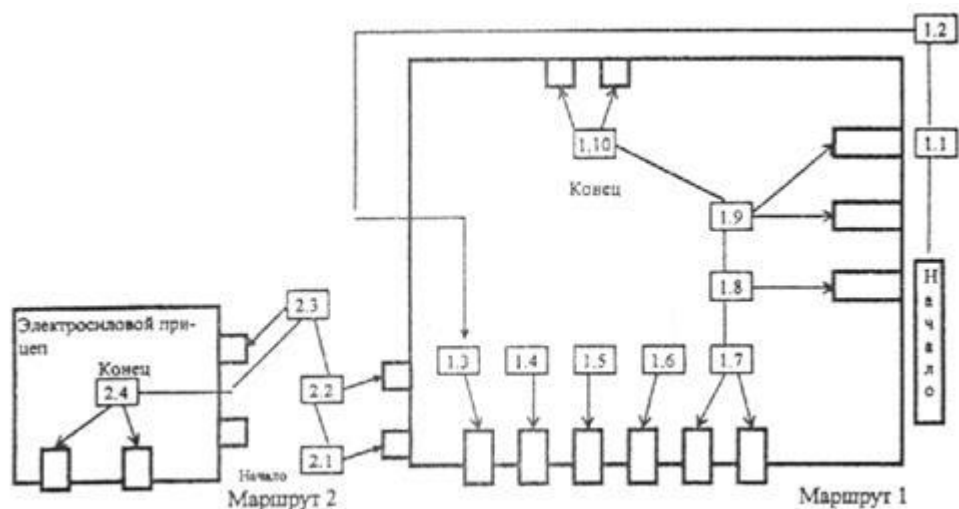 1.2
1.1
1,10
Конец
1.9
1.8
Начало
2.3
Электросиловой при-
цеп
Конец
2.4
2.2
2.1
1.3
1.4
1.5
1.6
1.7
Начало
Маршрут 2
Маршрут 1